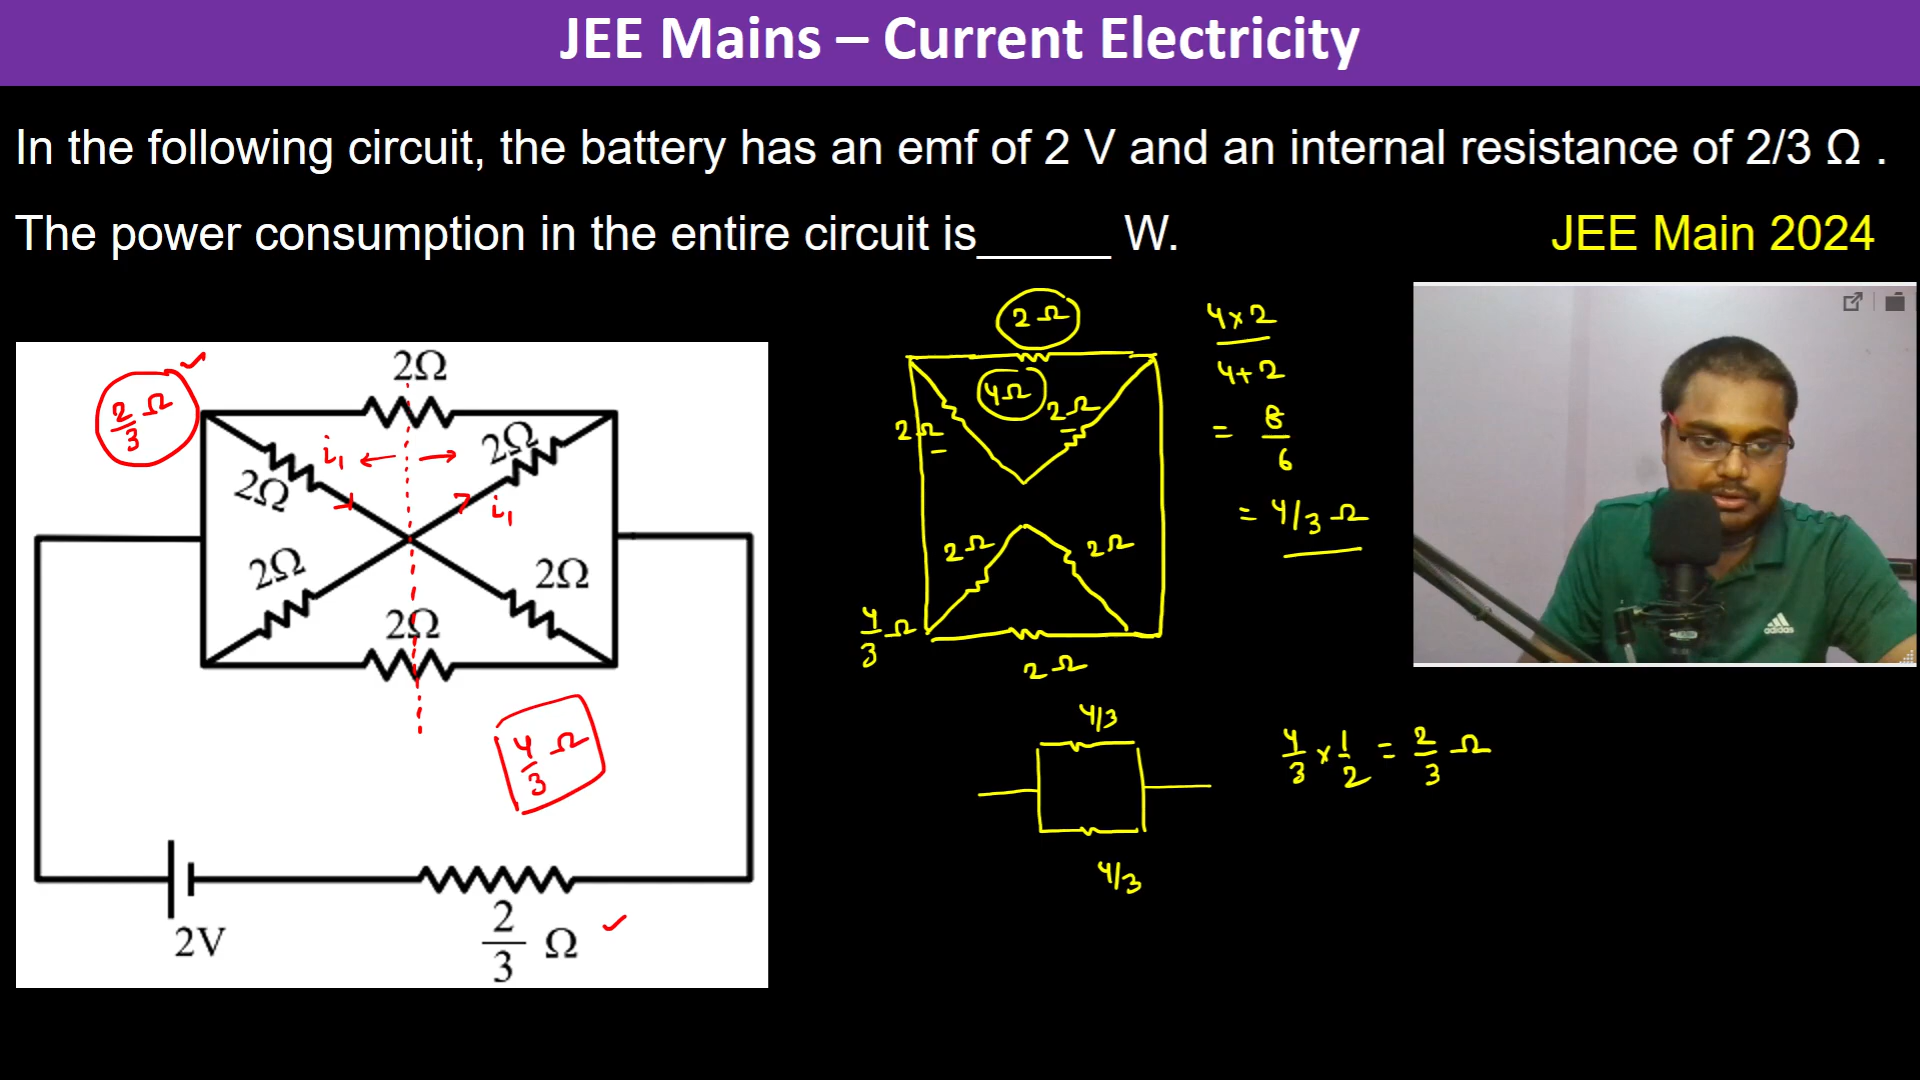 JEE Mains – Current Electricity
In the following circuit, the battery has an emf of 2 V and an internal resistance of 2/3 Ω .
The power consumption in the entire circuit is______ W.
JEE Main 2024
2/3 Ω
2Ω
2Ω
i₁
2Ω
i₁
2Ω
2Ω
2Ω
4/3 Ω
2V
2/3 Ω
2Ω
4Ω
2Ω
2Ω
2Ω
2Ω
4/3 Ω
2Ω
4×2
4+2
= 8/6
= 4/3 Ω
4/3
4/3
4/3 × 1/2 = 2/3 Ω
adidas